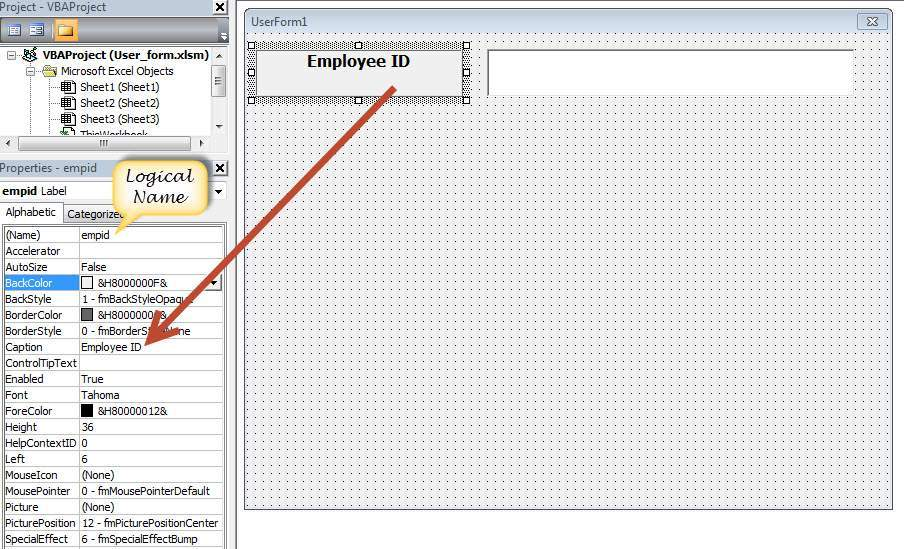 Project - VBAProject
VBAProject (User_form.xlsm)
Microsoft Excel Objects
Sheet1 (Sheet1)
Sheet2 (Sheet2)
Sheet3 (Sheet3)
ThisWorkbook
Properties - empid
empid Label
Alphabetic Categorized
Logical
Name
(Name) empid
Accelerator
AutoSize False
BackColor &H8000000F&
BackStyle 1 - fmBackStyleOpaque
BorderColor
BorderStyle 0 -
Caption Employee ID
ControlTipText
Enabled True
Font Tahoma
ForeColor &H80000012&
Height 36
HelpContextID 0
Left 6
MouseIcon (None)
MousePointer 0 - fmMousePointerDefault
Picture (None)
PicturePosition 12 - fmPicturePositionCenter
SpecialEffect 6 - fmSpecialEffectBump
UserForm1
Employee ID